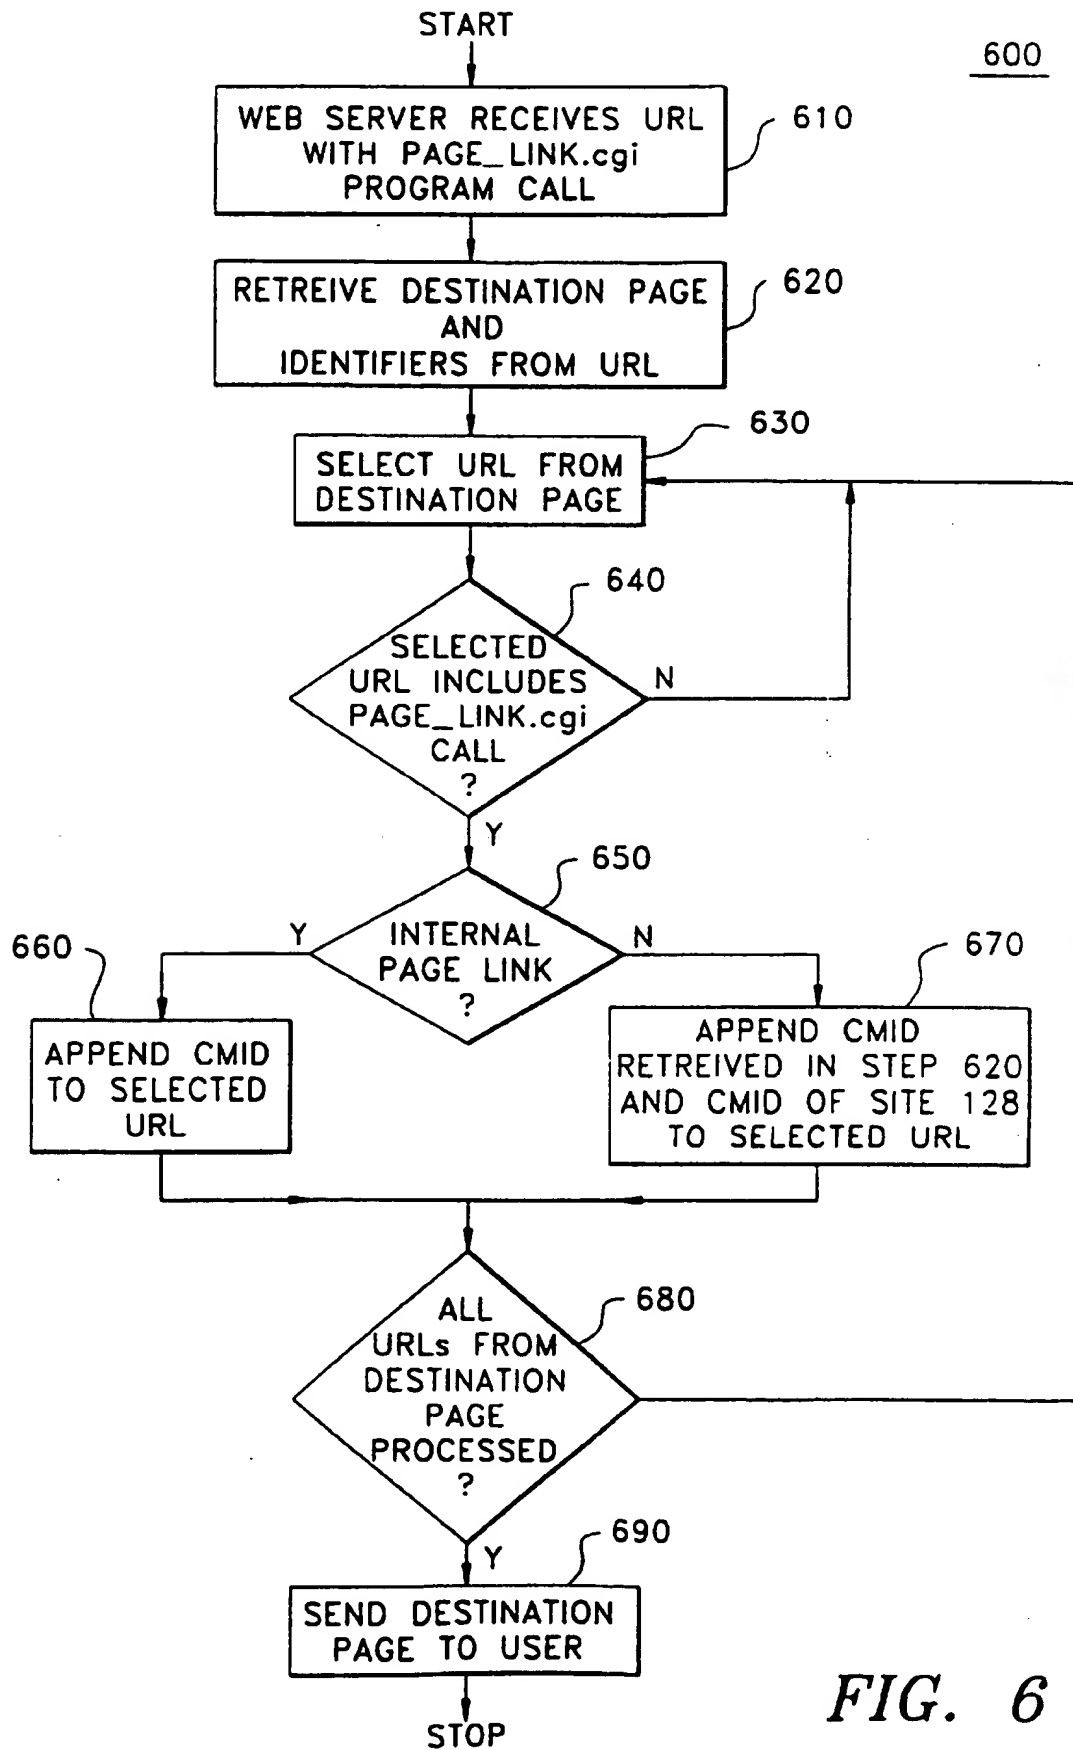 START
600
WEB SERVER RECEIVES URL
WITH PAGE_LINK.cgi
PROGRAM CALL
610
RETREIVE DESTINATION PAGE
AND
IDENTIFIERS FROM URL
620
630
SELECT URL FROM
DESTINATION PAGE
640
SELECTED
URL INCLUDES
PAGE_LINK.cgi
CALL
?
N
Y
650
INTERNAL
PAGE LINK
?
Y
N
660
APPEND CMID
TO SELECTED
URL
670
APPEND CMID
RETREIVED IN STEP 620
AND CMID OF SITE 128
TO SELECTED URL
680
ALL
URLs FROM
DESTINATION
PAGE
PROCESSED
?
Y
690
SEND DESTINATION
PAGE TO USER
STOP
FIG. 6